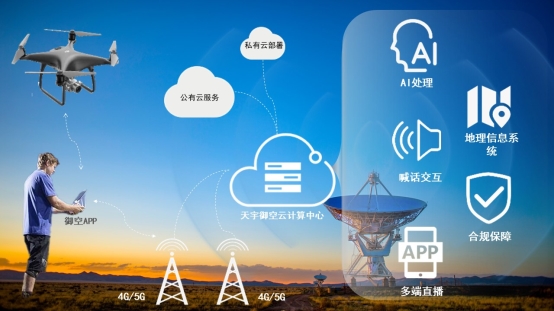 私有云部署
公有云服务
AI
AI处理
地理信息系
统
喊话交互
天宇御空云计算中心
御空APP
合规保障
APP
多端直播
4G/5G
4G/5G